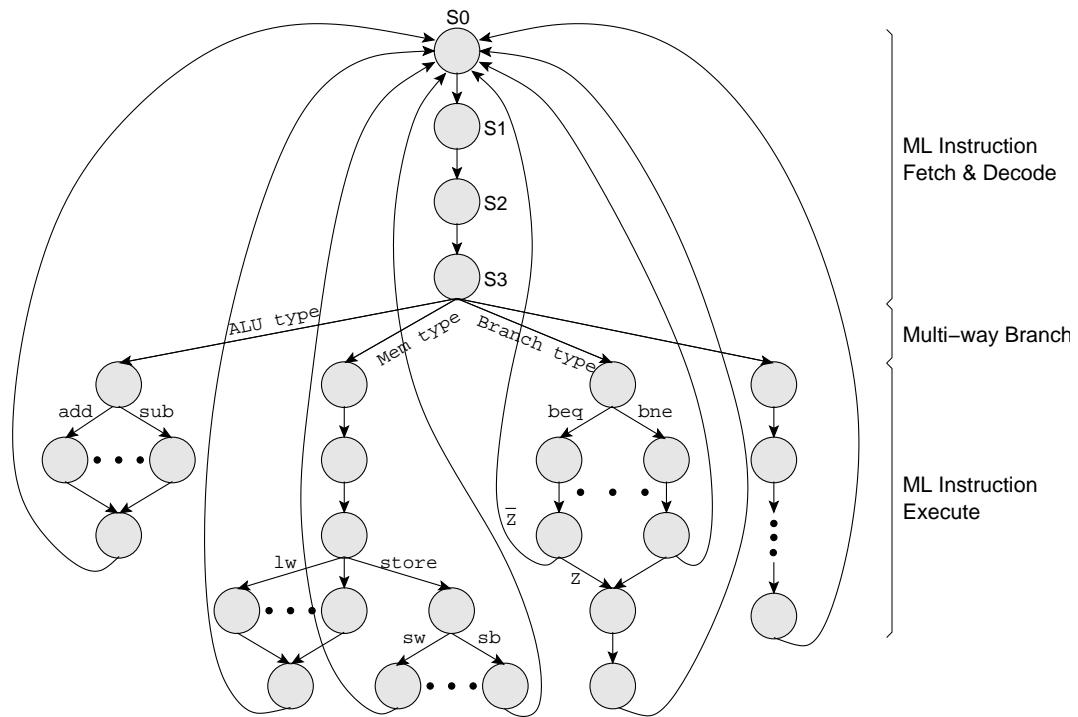 S0
S1
ML Instruction
Fetch & Decode
S2
S3
ALU type
Mem type
Branch type
Multi–way Branch
add
sub
beq
bne
ML Instruction
Execute
Z̅
lw
store
Z
sw
sb